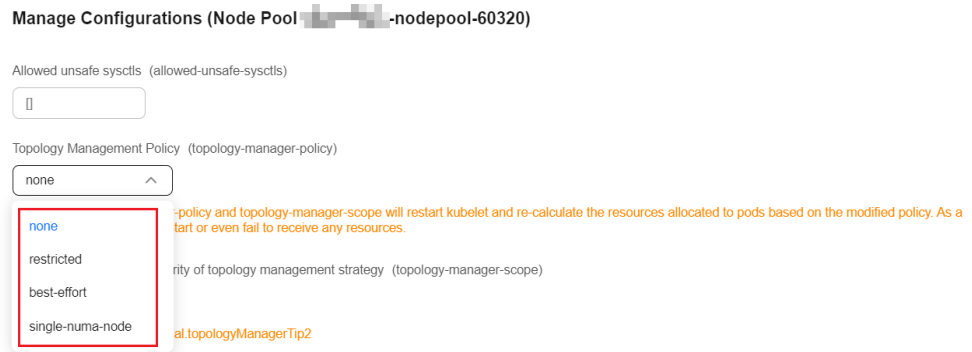 Manage Configurations (Node Pool -nodepool-60320)
Allowed unsafe sysctls (allowed-unsafe-sysctls)
[]
Topology Management Policy (topology-manager-policy)
none
-policy and topology-manager-scope will restart kubelet and re-calculate the resources allocated to pods based on the modified policy. As a
none
tart or even fail to receive any resources.
restricted
rity of topology management strategy (topology-manager-scope)
best-effort
single-numa-node
al.topologyManagerTip2